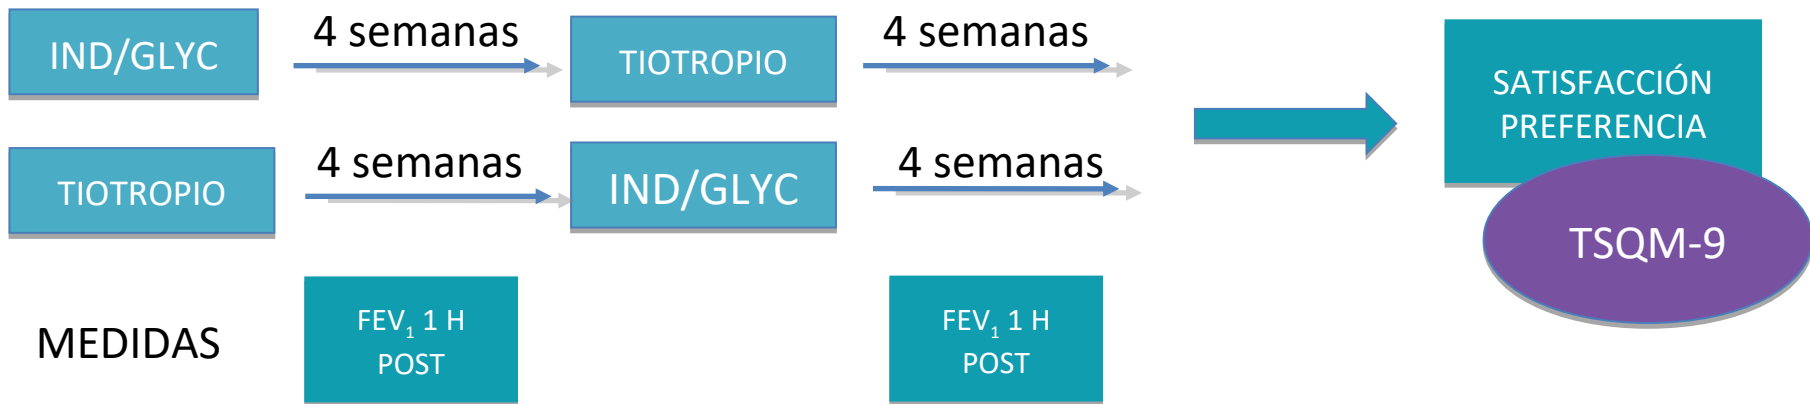 IND/GLYC
4 semanas
TIOTROPIO
4 semanas
TIOTROPIO
4 semanas
IND/GLYC
4 semanas
SATISFACCIÓN
PREFERENCIA
TSQM-9
MEDIDAS
FEV₁ 1 H
POST
FEV₁ 1 H
POST